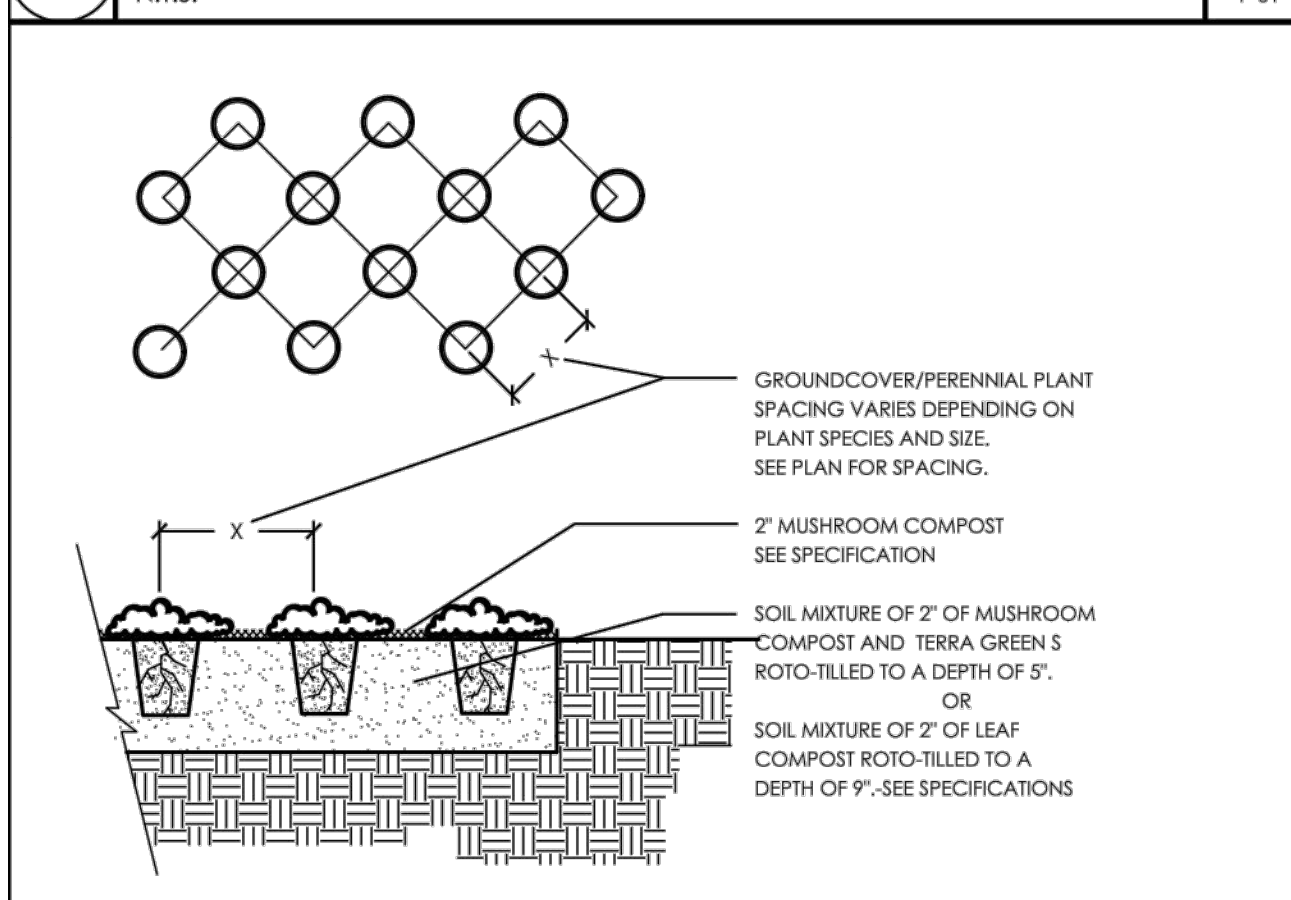 X
GROUNDCOVER/PERENNIAL PLANT
SPACING VARIES DEPENDING ON
PLANT SPECIES AND SIZE.
SEE PLAN FOR SPACING.
X
2" MUSHROOM COMPOST
SEE SPECIFICATION
SOIL MIXTURE OF 2" OF MUSHROOM
COMPOST AND TERRA GREEN S
ROTO-TILLED TO A DEPTH OF 5".
OR
SOIL MIXTURE OF 2" OF LEAF
COMPOST ROTO-TILLED TO A
DEPTH OF 9".-SEE SPECIFICATIONS